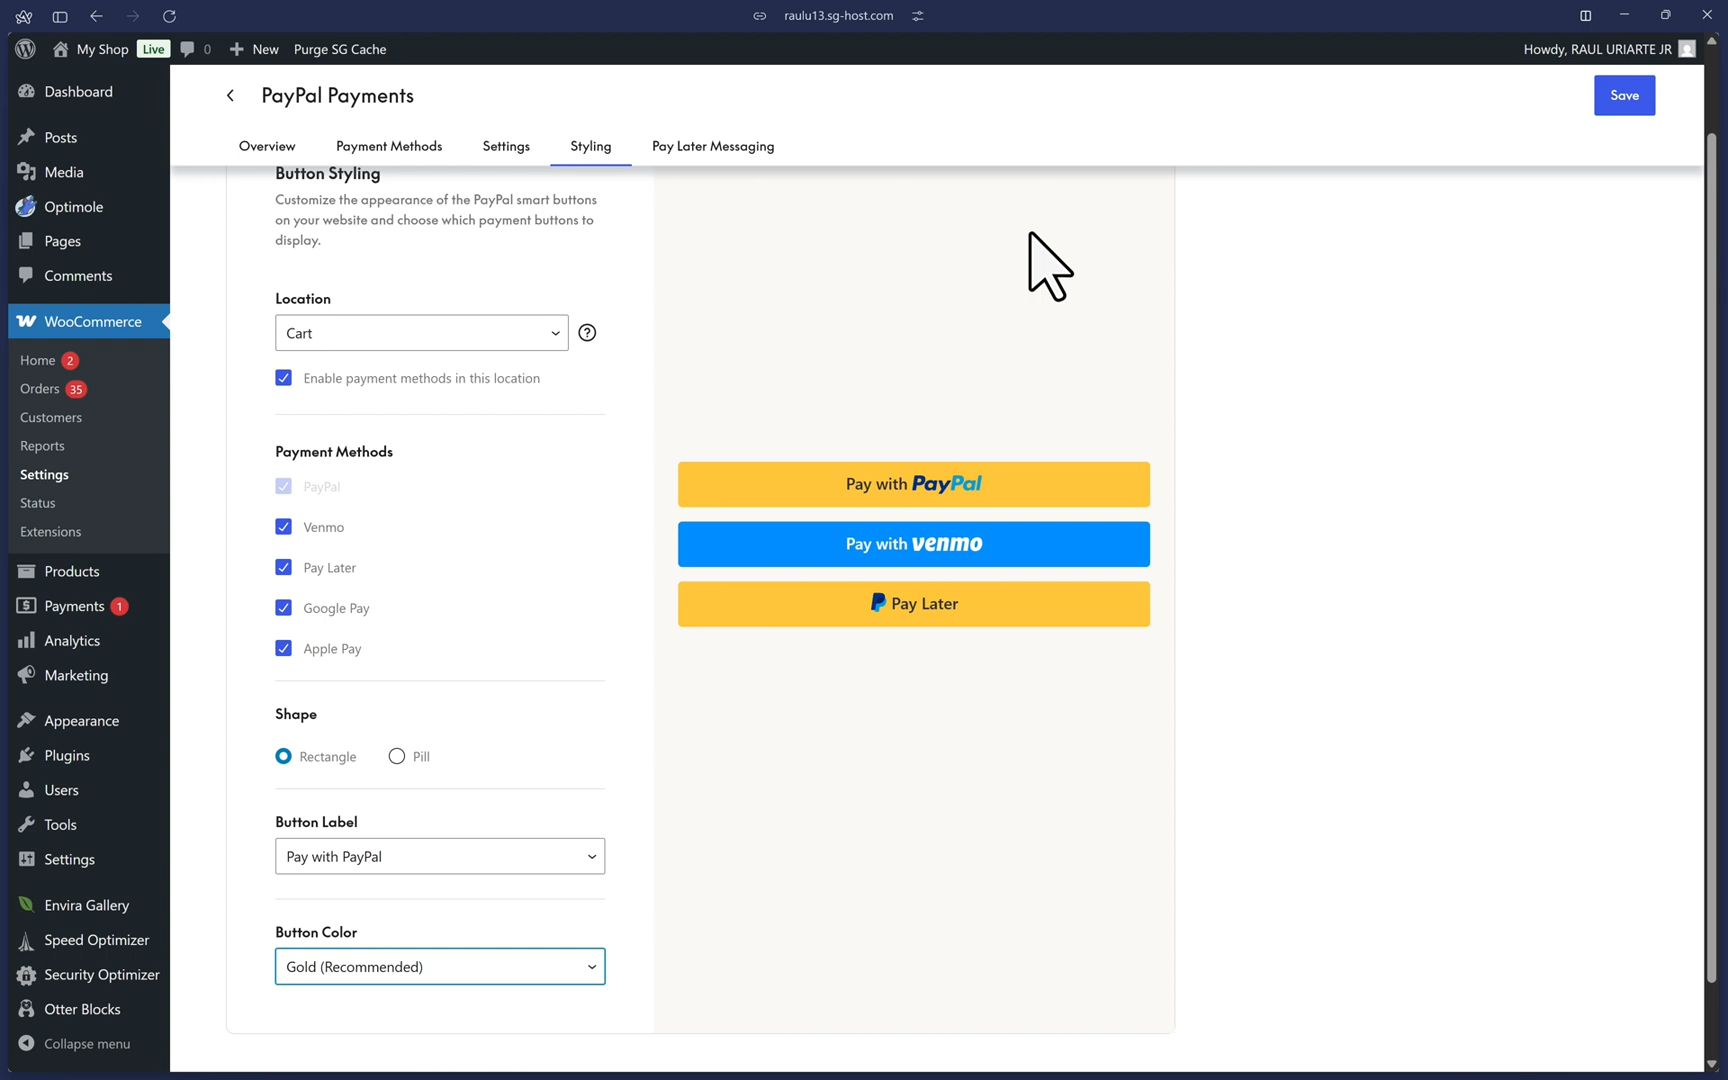 raulu13.sg-host.com
My Shop Live 0 New Purge SG Cache
Howdy, RAUL URIARTE JR
Dashboard
Posts
Media
Optimole
Pages
Comments
WooCommerce
Home 2
Orders 35
Customers
Reports
Settings
Status
Extensions
Products
Payments 1
Analytics
Marketing
Appearance
Plugins
Users
Tools
Settings
Envira Gallery
Speed Optimizer
Security Optimizer
Otter Blocks
Collapse menu
PayPal Payments
Save
Overview Payment Methods Settings Styling Pay Later Messaging
Button Styling
Customize the appearance of the PayPal smart buttons
on your website and choose which payment buttons to
display.
Location
Cart
Enable payment methods in this location
Payment Methods
PayPal
Venmo
Pay Later
Google Pay
Apple Pay
Shape
Rectangle Pill
Button Label
Pay with PayPal
Button Color
Gold (Recommended)
Pay with PayPal
Pay with venmo
Pay Later